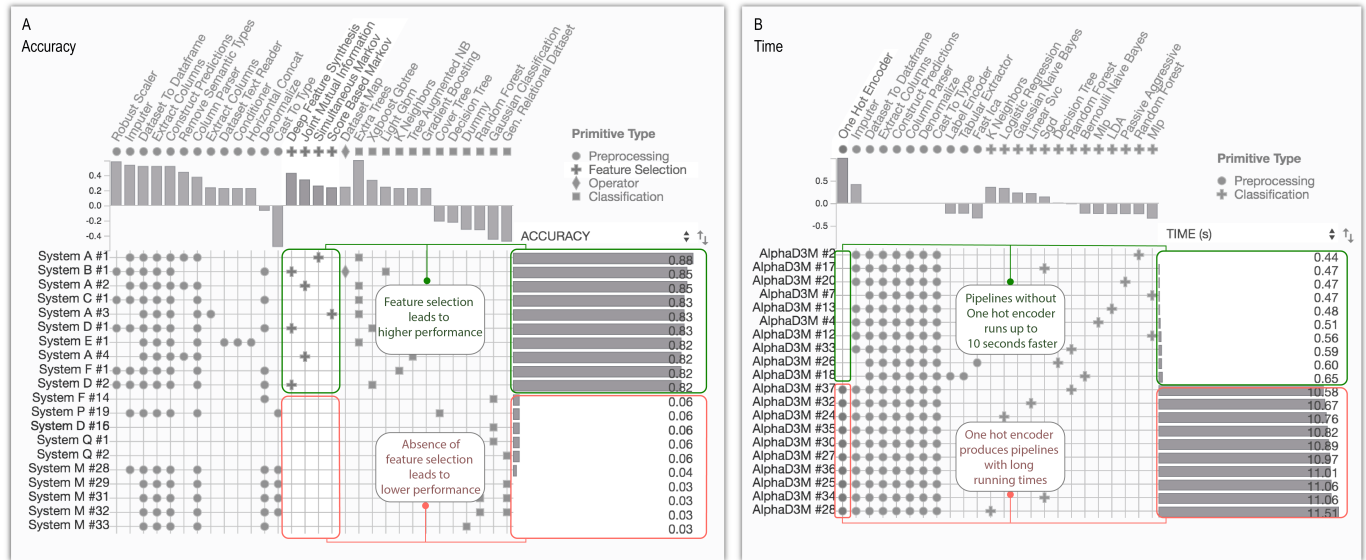 A
Accuracy
Robust Scaler
Imputer
Dataset To Dataframe
Extract Columns
Construct Predictions
Remove Semantic Types
Column Parser
Extract Columns
Dataset Text Reader
Conditioner
Horizontal Concat
Denormalize
Cast To Type
Deep Feature Synthesis
Joint Mutual Information
Simultaneous Markov
Score Based Markov
Dataset Map
Extra Trees
Xgboost Gbtree
Light Gbm
K Neighbors
Tree Augmented NB
Gradient Boosting
Cover Tree
Decision Tree
Dummy
Random Forest
Gaussian Classification
Gen. Relational Dataset
Primitive Type
Preprocessing
Feature Selection
Operator
Classification
0.4
0.2
0.0
-0.2
-0.4
ACCURACY
System A #1 0.88
System B #1 0.85
System A #2 0.85
System C #1 0.83
System A #3 0.83
System D #1 0.83
System E #1 0.82
System A #4 0.82
System F #1 0.82
System D #2 0.82
System F #14 0.06
System P #19 0.06
System D #16 0.06
System Q #1 0.06
System Q #2 0.06
System M #28 0.04
System M #29 0.03
System M #31 0.03
System M #32 0.03
System M #33 0.03
Feature selection
leads to
higher performance
Absence of
feature selection
leads to
lower performance
B
Time
One Hot Encoder
Imputer
Dataset To Dataframe
Extract Columns
Construct Predictions
Column Parser
Denormalize
Cast To Type
Label Encoder
Tabular Extractor
Fast Ica
K Neighbors
Logistic Regression
Gaussian Naive Bayes
Linear Svc
Sgd
Decision Tree
Random Forest
Bernoulli Naive Bayes
Mlp
LDA
Passive Aggressive
Random Forest
Mlp
Primitive Type
Preprocessing
Classification
0.5
0.0
-0.5
TIME (s)
AlphaD3M #2 0.44
AlphaD3M #17 0.47
AlphaD3M #20 0.47
AlphaD3M #7 0.47
AlphaD3M #13 0.48
AlphaD3M #4 0.51
AlphaD3M #12 0.56
AlphaD3M #33 0.59
AlphaD3M #26 0.60
AlphaD3M #18 0.65
AlphaD3M #37 10.58
AlphaD3M #32 10.67
AlphaD3M #24 10.76
AlphaD3M #35 10.82
AlphaD3M #30 10.89
AlphaD3M #27 10.97
AlphaD3M #36 11.01
AlphaD3M #25 11.06
AlphaD3M #34 11.06
AlphaD3M #28 11.51
Pipelines without
One hot encoder
runs up to
10 seconds faster
One hot encoder
produces pipelines
with long
running times